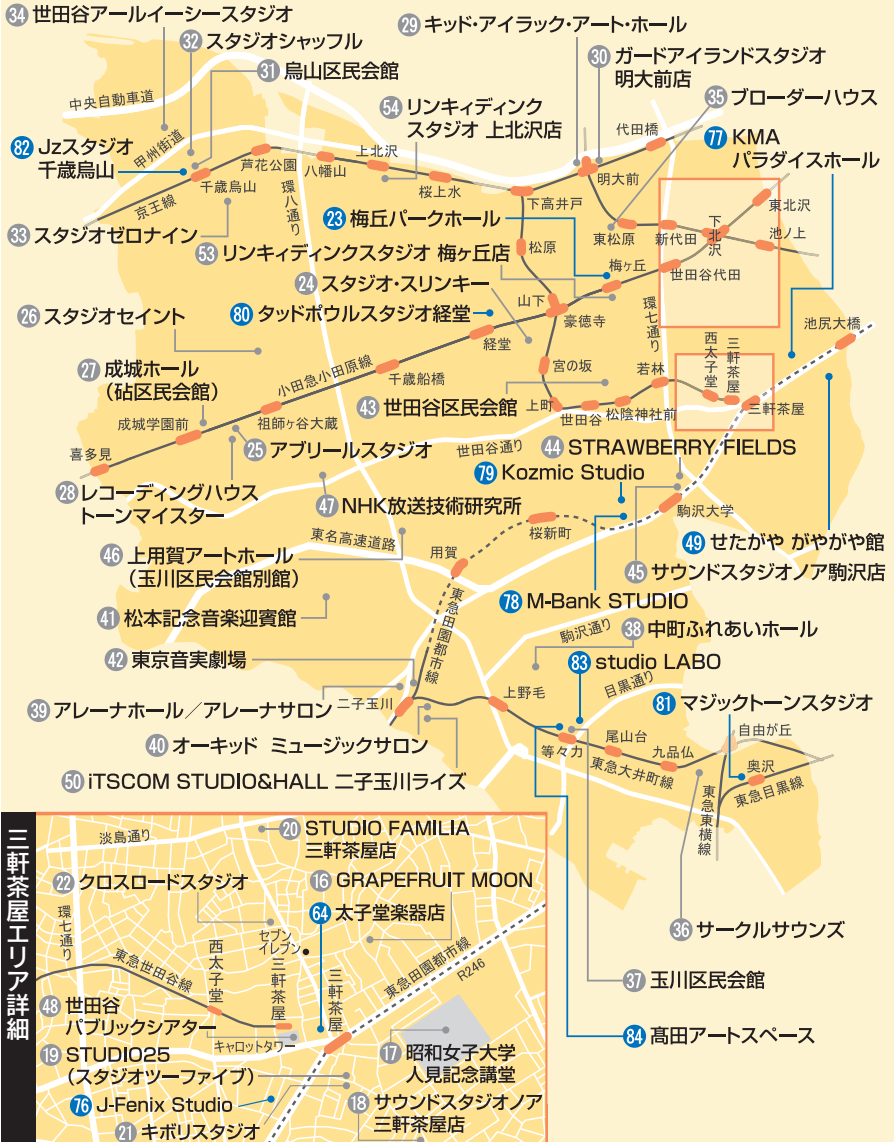 34 世田谷アールイーシースタジオ
32 スタジオシャッフル
31 烏山区民会館
29 キッド・アイラック・アート・ホール
30 ガードアイランドスタジオ
明大前店
54 リンキィディンク
スタジオ 上北沢店
35 ブローダーハウス
77 KMA
パラダイスホール
中央自動車道
甲州街道
82 Jzスタジオ
千歳烏山
京王線
千歳烏山
芦花公園
八幡山
上北沢
桜上水
下高井戸
明大前
代田橋
環八通り
33 スタジオゼロナイン
23 梅丘パークホール
53 リンキィディンクスタジオ 梅ヶ丘店
24 スタジオ・スリンキー
26 スタジオセイント
80 タッドポウルスタジオ経堂
松原
東松原
新代田
下北沢
東北沢
池ノ上
梅ヶ丘
世田谷代田
山下
豪徳寺
環七通り
池尻大橋
27 成城ホール
(砧区民会館)
小田急小田原線
経堂
千歳船橋
祖師ヶ谷大蔵
成城学園前
喜多見
宮の坂
上町
世田谷
松陰神社前
若林
西太子堂
三軒茶屋
三軒茶屋
43 世田谷区民会館
世田谷通り
25 アブリールスタジオ
44 STRAWBERRY FIELDS
79 Kozmic Studio
28 レコーディングハウス
トーンマイスター
47 NHK放送技術研究所
駒沢大学
桜新町
用賀
東名高速道路
49 せたがや がやがや館
46 上用賀アートホール
(玉川区民会館別館)
45 サウンドスタジオノア駒沢店
78 M-Bank STUDIO
41 松本記念音楽迎賓館
東急田園都市線
駒沢通り
38 中町ふれあいホール
42 東京音実劇場
83 studio LABO
目黒通り
81 マジックトーンスタジオ
39 アレーナホール/アレーナサロン
二子玉川
上野毛
40 オーキッド ミュージックサロン
等々力
尾山台
九品仏
自由が丘
奥沢
東急大井町線
東急目黒線
東急東横線
50 iTSCOM STUDIO&HALL 二子玉川ライズ
36 サークルサウンズ
37 玉川区民会館
84 髙田アートスペース
三軒茶屋エリア詳細
淡島通り
20 STUDIO FAMILIA
三軒茶屋店
22 クロスロードスタジオ
16 GRAPEFRUIT MOON
64 太子堂楽器店
環七通り
セブン
イレブン
東急世田谷線
西太子堂
三軒茶屋
三軒茶屋
東急田園都市線
R246
48 世田谷
パブリックシアター
キャロットタワー
19 STUDIO25
(スタジオツーファイブ)
17 昭和女子大学
人見記念講堂
76 J-Fenix Studio
18 サウンドスタジオノア
三軒茶屋店
21 キボリスタジオ